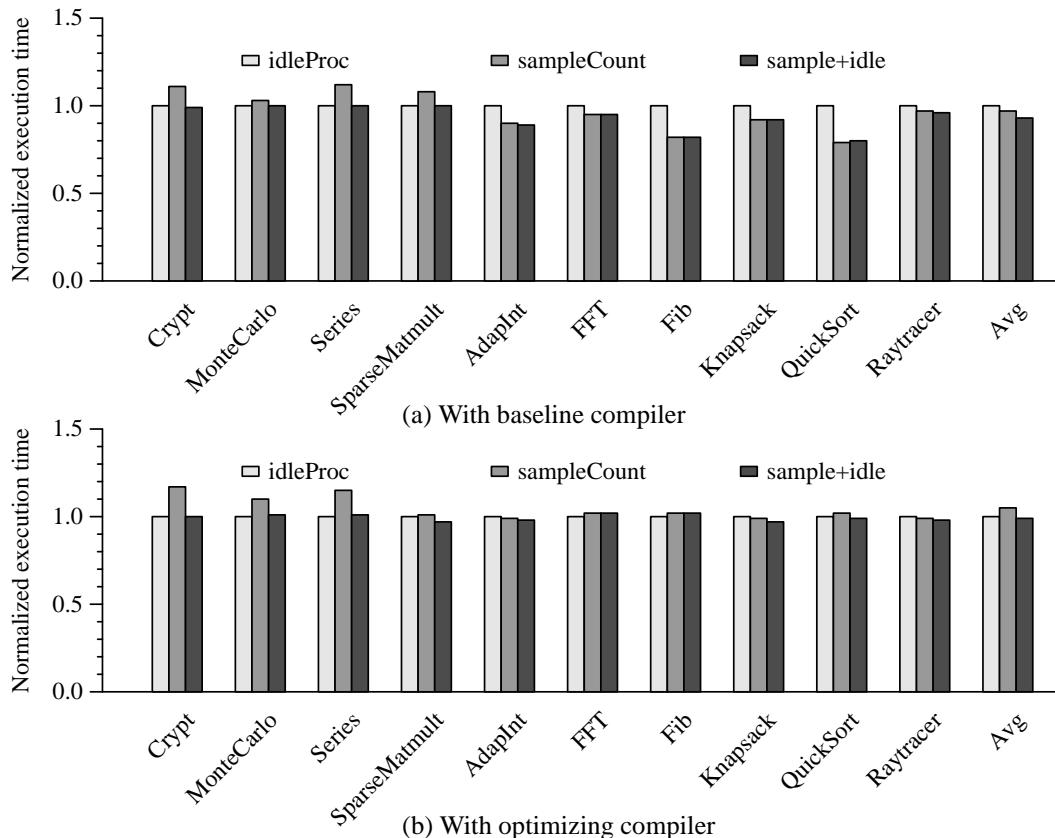 1.5
idleProc sampleCount sample+idle
1.0
Normalized execution time
0.5
0.0
Crypt MonteCarlo Series SparseMatmult AdapInt FFT Fib Knapsack QuickSort Raytracer Avg
(a) With baseline compiler
1.5
idleProc sampleCount sample+idle
1.0
Normalized execution time
0.5
0.0
Crypt MonteCarlo Series SparseMatmult AdapInt FFT Fib Knapsack QuickSort Raytracer Avg
(b) With optimizing compiler